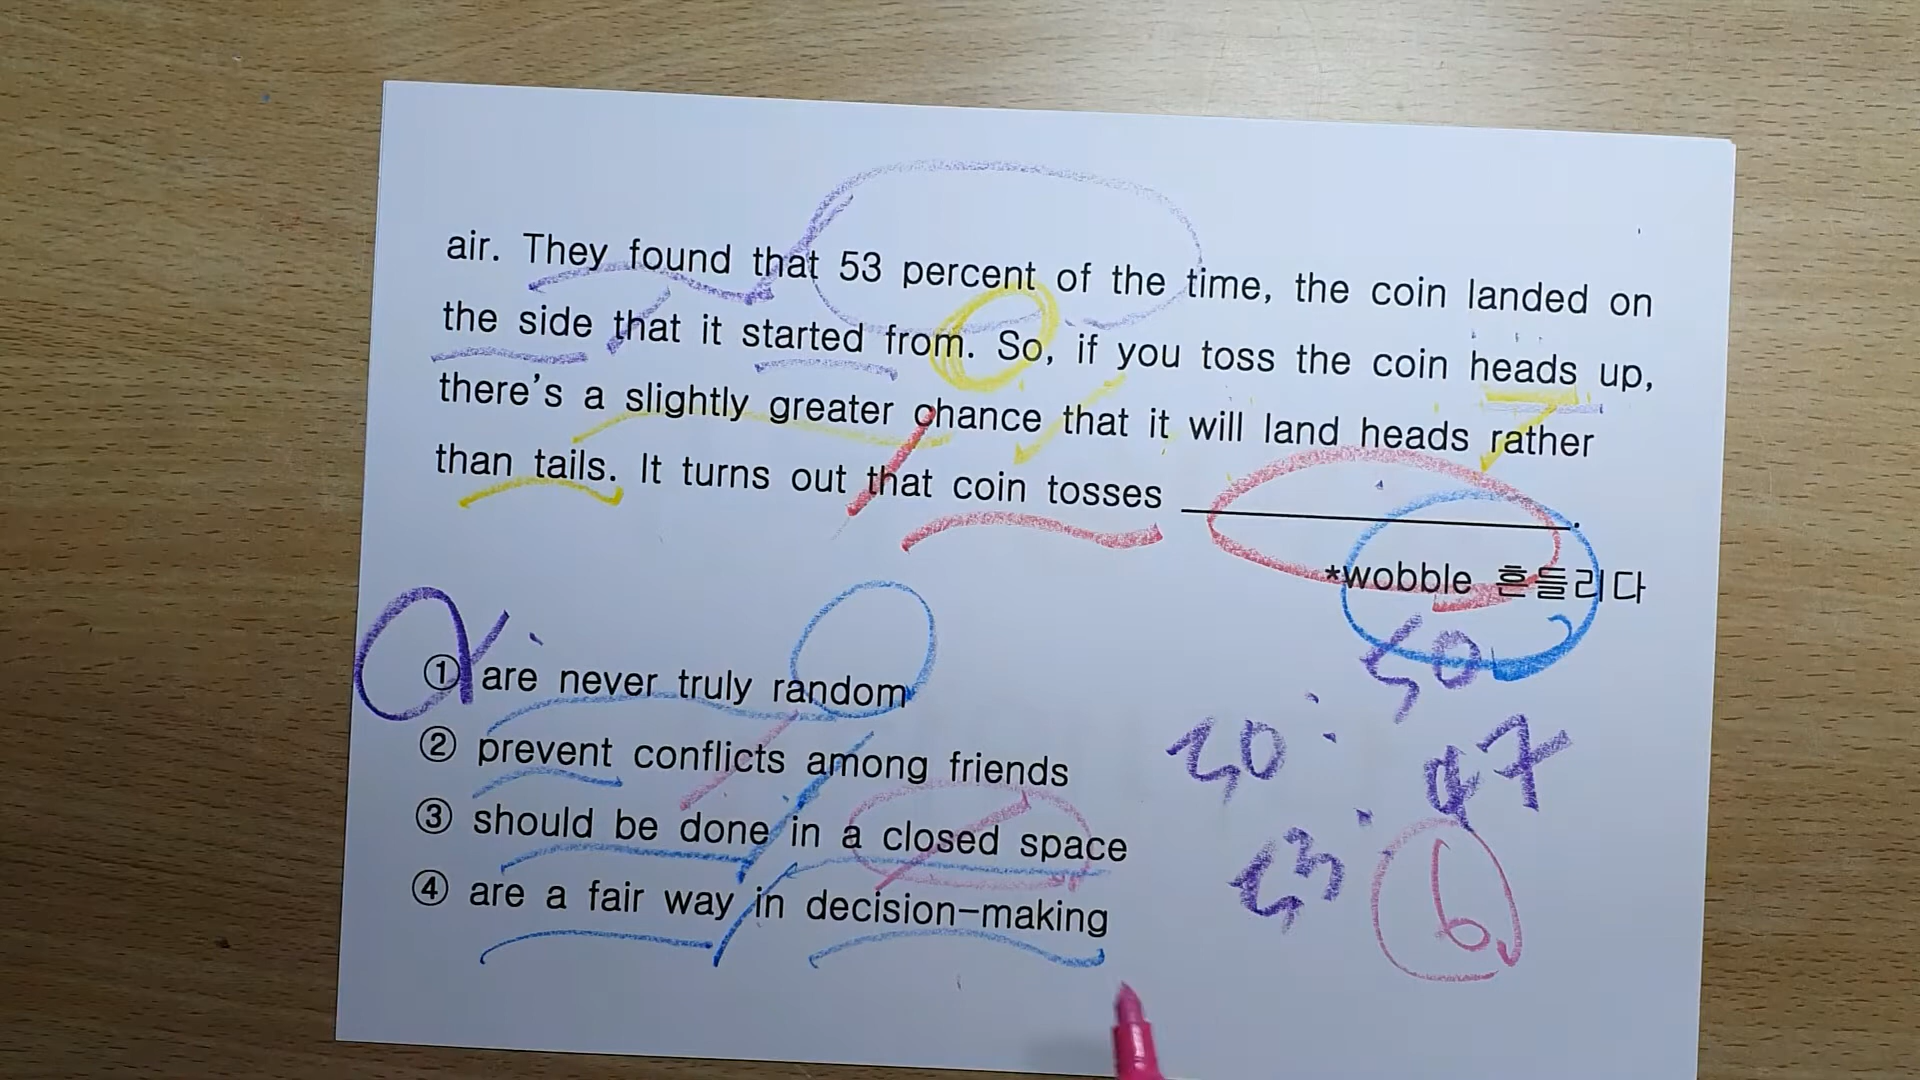 air. They found that 53 percent of the time, the coin landed on
the side that it started from. So, if you toss the coin heads up,
there's a slightly greater chance that it will land heads rather
than tails. It turns out that coin tosses ____________.
*wobble 흔들리다
① are never truly random
② prevent conflicts among friends
③ should be done in a closed space
④ are a fair way in decision-making
50 : 50
53 : 47
6